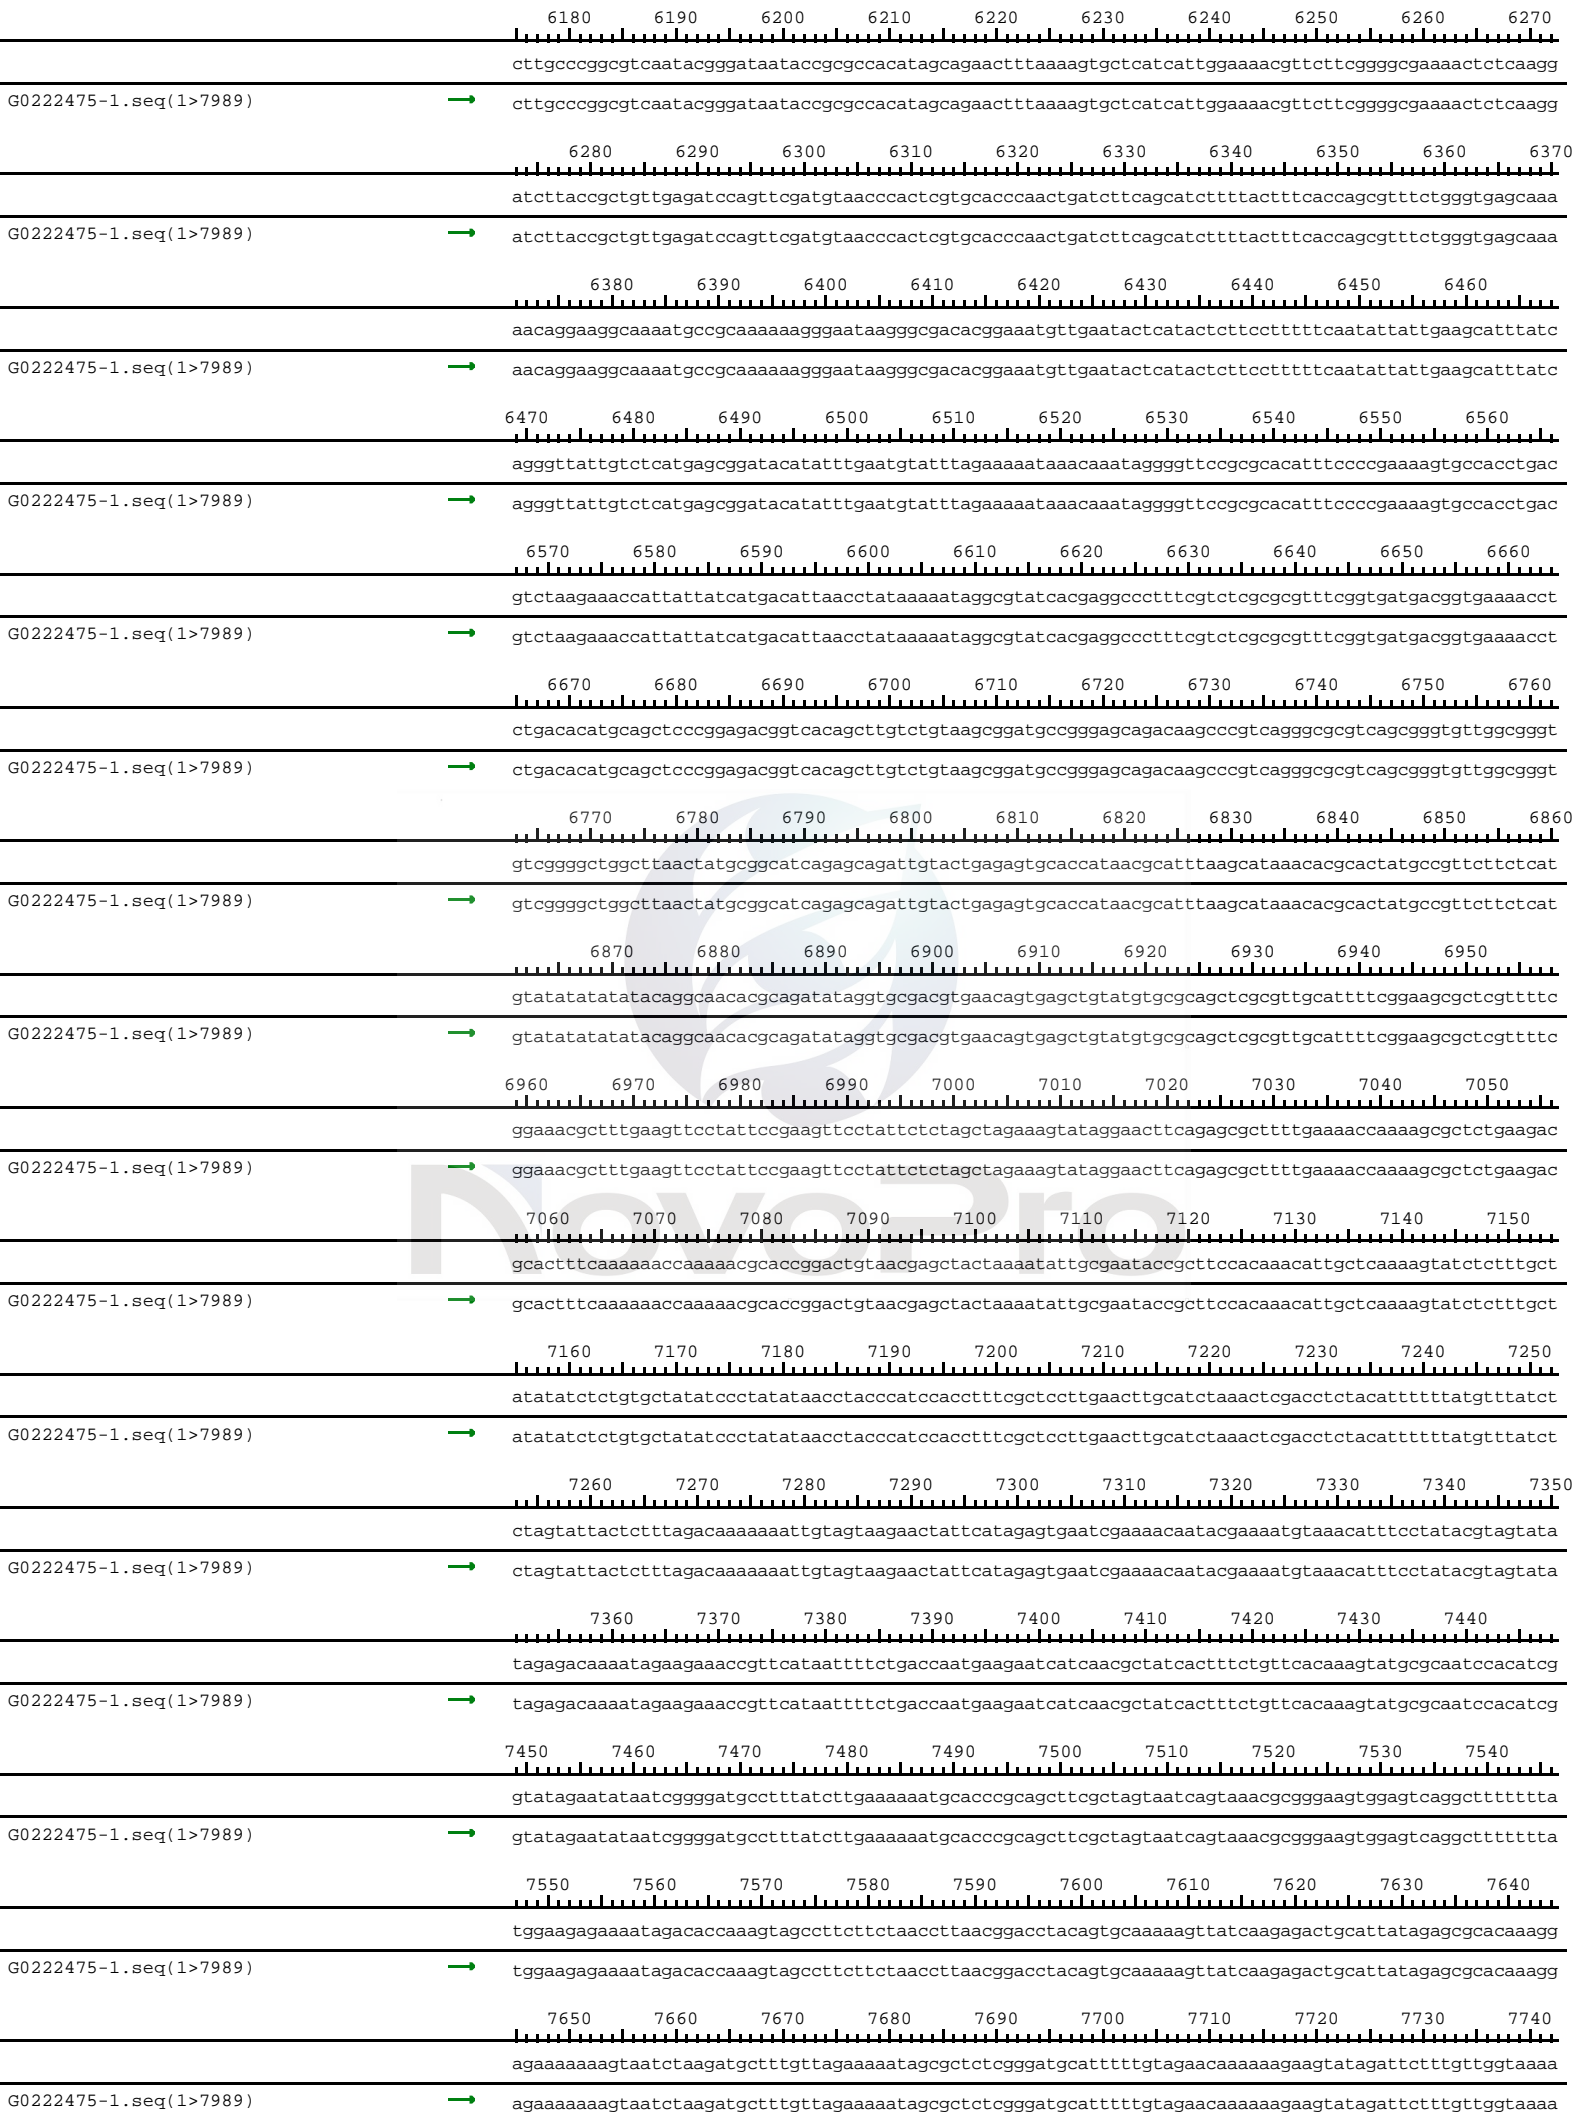 6180 6190 6200 6210 6220 6230 6240 6250 6260 6270
cttgcccggcgtcaatacgggataataccgcgccacatagcagaactttaaaagtgctcatcattggaaaacgttcttcggggcgaaaactctcaagg
G0222475-1.seq(1>7989) cttgcccggcgtcaatacgggataataccgcgccacatagcagaactttaaaagtgctcatcattggaaaacgttcttcggggcgaaaactctcaagg
6280 6290 6300 6310 6320 6330 6340 6350 6360 6370
atcttaccgctgttgagatccagttcgatgtaacccactcgtgcacccaactgatcttcagcatcttttactttcaccagcgtttctgggtgagcaaa
G0222475-1.seq(1>7989) atcttaccgctgttgagatccagttcgatgtaacccactcgtgcacccaactgatcttcagcatcttttactttcaccagcgtttctgggtgagcaaa
6380 6390 6400 6410 6420 6430 6440 6450 6460
aacaggaaggcaaaatgccgcaaaaaagggaataagggcgacacggaaatgttgaatactcatactcttcctttttcaatattattgaagcatttatc
G0222475-1.seq(1>7989) aacaggaaggcaaaatgccgcaaaaaagggaataagggcgacacggaaatgttgaatactcatactcttcctttttcaatattattgaagcatttatc
6470 6480 6490 6500 6510 6520 6530 6540 6550 6560
agggttattgtctcatgagcggatacatatttgaatgtatttagaaaaataaacaaataggggttccgcgcacatttccccgaaaagtgccacctgac
G0222475-1.seq(1>7989) agggttattgtctcatgagcggatacatatttgaatgtatttagaaaaataaacaaataggggttccgcgcacatttccccgaaaagtgccacctgac
6570 6580 6590 6600 6610 6620 6630 6640 6650 6660
gtctaagaaaccattattatcatgacattaacctataaaaataggcgtatcacgaggccctttcgtctcgcgcgtttcggtgatgacggtgaaaacct
G0222475-1.seq(1>7989) gtctaagaaaccattattatcatgacattaacctataaaaataggcgtatcacgaggccctttcgtctcgcgcgtttcggtgatgacggtgaaaacct
6670 6680 6690 6700 6710 6720 6730 6740 6750 6760
ctgacacatgcagctcccggagacggtcacagcttgtctgtaagcggatgccgggagcagacaagcccgtcagggcgcgtcagcgggtgttggcgggt
G0222475-1.seq(1>7989) ctgacacatgcagctcccggagacggtcacagcttgtctgtaagcggatgccgggagcagacaagcccgtcagggcgcgtcagcgggtgttggcgggt
6770 6780 6790 6800 6810 6820 6830 6840 6850 6860
gtcggggctggcttaactatgcggcatcagagcagattgtactgagagtgcaccataacgcatttaagcataaacacgcactatgccgttcttctcat
G0222475-1.seq(1>7989) gtcggggctggcttaactatgcggcatcagagcagattgtactgagagtgcaccataacgcatttaagcataaacacgcactatgccgttcttctcat
6870 6880 6890 6900 6910 6920 6930 6940 6950
gtatatatatatacaggcaacacgcagatataggtgcgacgtgaacagtgagctgtatgtgcgcagctcgcgttgcattttcggaagcgctcgttttc
G0222475-1.seq(1>7989) gtatatatatatacaggcaacacgcagatataggtgcgacgtgaacagtgagctgtatgtgcgcagctcgcgttgcattttcggaagcgctcgttttc
6960 6970 6980 6990 7000 7010 7020 7030 7040 7050
ggaaacgctttgaagttcctattccgaagttcctattctctagctagaaagtataggaacttcagagcgcttttgaaaaccaaaagcgctctgaagac
G0222475-1.seq(1>7989) ggaaacgctttgaagttcctattccgaagttcctattctctagctagaaagtataggaacttcagagcgcttttgaaaaccaaaagcgctctgaagac
NovoPro
7060 7070 7080 7090 7100 7110 7120 7130 7140 7150
gcactttcaaaaaaccaaaaacgcaccggactgtaacgagctactaaaatattgcgaataccgcttccacaaacattgctcaaaagtatctctttgct
G0222475-1.seq(1>7989) gcactttcaaaaaaccaaaaacgcaccggactgtaacgagctactaaaatattgcgaataccgcttccacaaacattgctcaaaagtatctctttgct
7160 7170 7180 7190 7200 7210 7220 7230 7240 7250
atatatctctgtgctatatccctatataacctacccatccacctttcgctccttgaacttgcatctaaactcgacctctacattttttatgtttatct
G0222475-1.seq(1>7989) atatatctctgtgctatatccctatataacctacccatccacctttcgctccttgaacttgcatctaaactcgacctctacattttttatgtttatct
7260 7270 7280 7290 7300 7310 7320 7330 7340 7350
ctagtattactctttagacaaaaaaattgtagtaagaactattcatagagtgaatcgaaaacaatacgaaaatgtaaacatttcctatacgtagtata
G0222475-1.seq(1>7989) ctagtattactctttagacaaaaaaattgtagtaagaactattcatagagtgaatcgaaaacaatacgaaaatgtaaacatttcctatacgtagtata
7360 7370 7380 7390 7400 7410 7420 7430 7440
tagagacaaaatagaagaaaccgttcataattttctgaccaatgaagaatcatcaacgctatcactttctgttcacaaagtatgcgcaatccacatcg
G0222475-1.seq(1>7989) tagagacaaaatagaagaaaccgttcataattttctgaccaatgaagaatcatcaacgctatcactttctgttcacaaagtatgcgcaatccacatcg
7450 7460 7470 7480 7490 7500 7510 7520 7530 7540
gtatagaatataatcggggatgcctttatcttgaaaaaatgcacccgcagcttcgctagtaatcagtaaacgcgggaagtggagtcaggcttttttta
G0222475-1.seq(1>7989) gtatagaatataatcggggatgcctttatcttgaaaaaatgcacccgcagcttcgctagtaatcagtaaacgcgggaagtggagtcaggcttttttta
7550 7560 7570 7580 7590 7600 7610 7620 7630 7640
tggaagagaaaatagacaccaaagtagccttcttctaaccttaacggacctacagtgcaaaaagttatcaagagactgcattatagagcgcacaaagg
G0222475-1.seq(1>7989) tggaagagaaaatagacaccaaagtagccttcttctaaccttaacggacctacagtgcaaaaagttatcaagagactgcattatagagcgcacaaagg
7650 7660 7670 7680 7690 7700 7710 7720 7730 7740
agaaaaaaagtaatctaagatgctttgttagaaaaatagcgctctcgggatgcatttttgtagaacaaaaaagaagtatagattctttgttggtaaaa
G0222475-1.seq(1>7989) agaaaaaaagtaatctaagatgctttgttagaaaaatagcgctctcgggatgcatttttgtagaacaaaaaagaagtatagattctttgttggtaaaa